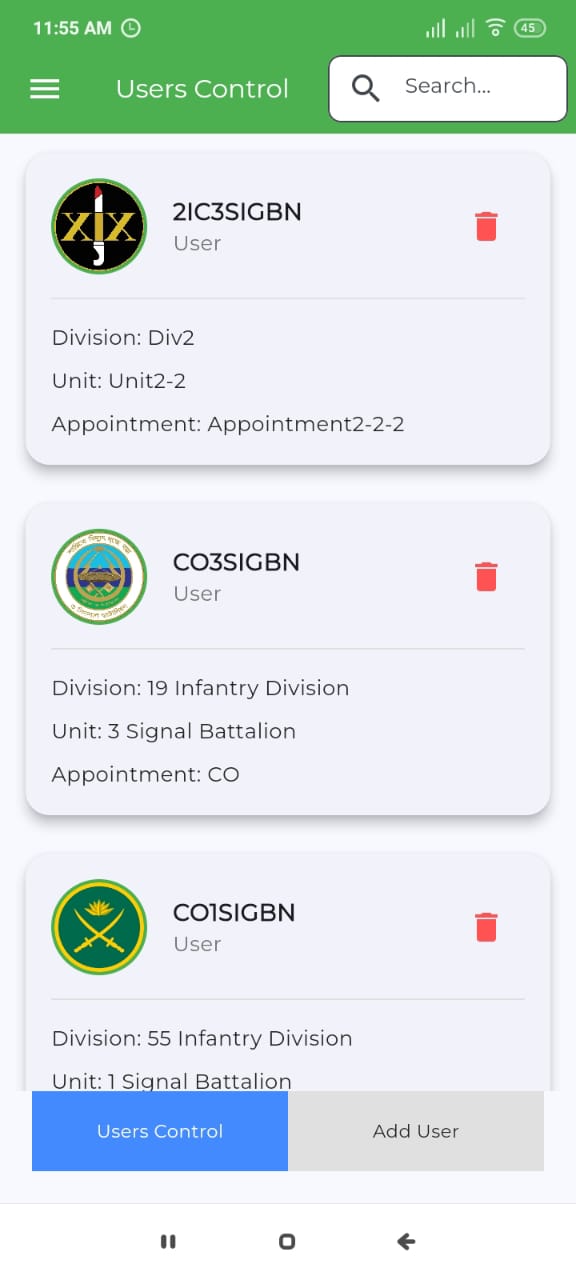 11:55 AM
45
Users Control
Search...
XIX
2IC3SIGBN
User
Division: Div2
Unit: Unit2-2
Appointment: Appointment2-2-2
CO3SIGBN
User
Division: 19 Infantry Division
Unit: 3 Signal Battalion
Appointment: CO
CO1SIGBN
User
Division: 55 Infantry Division
Unit: 1 Signal Battalion
Users Control
Add User